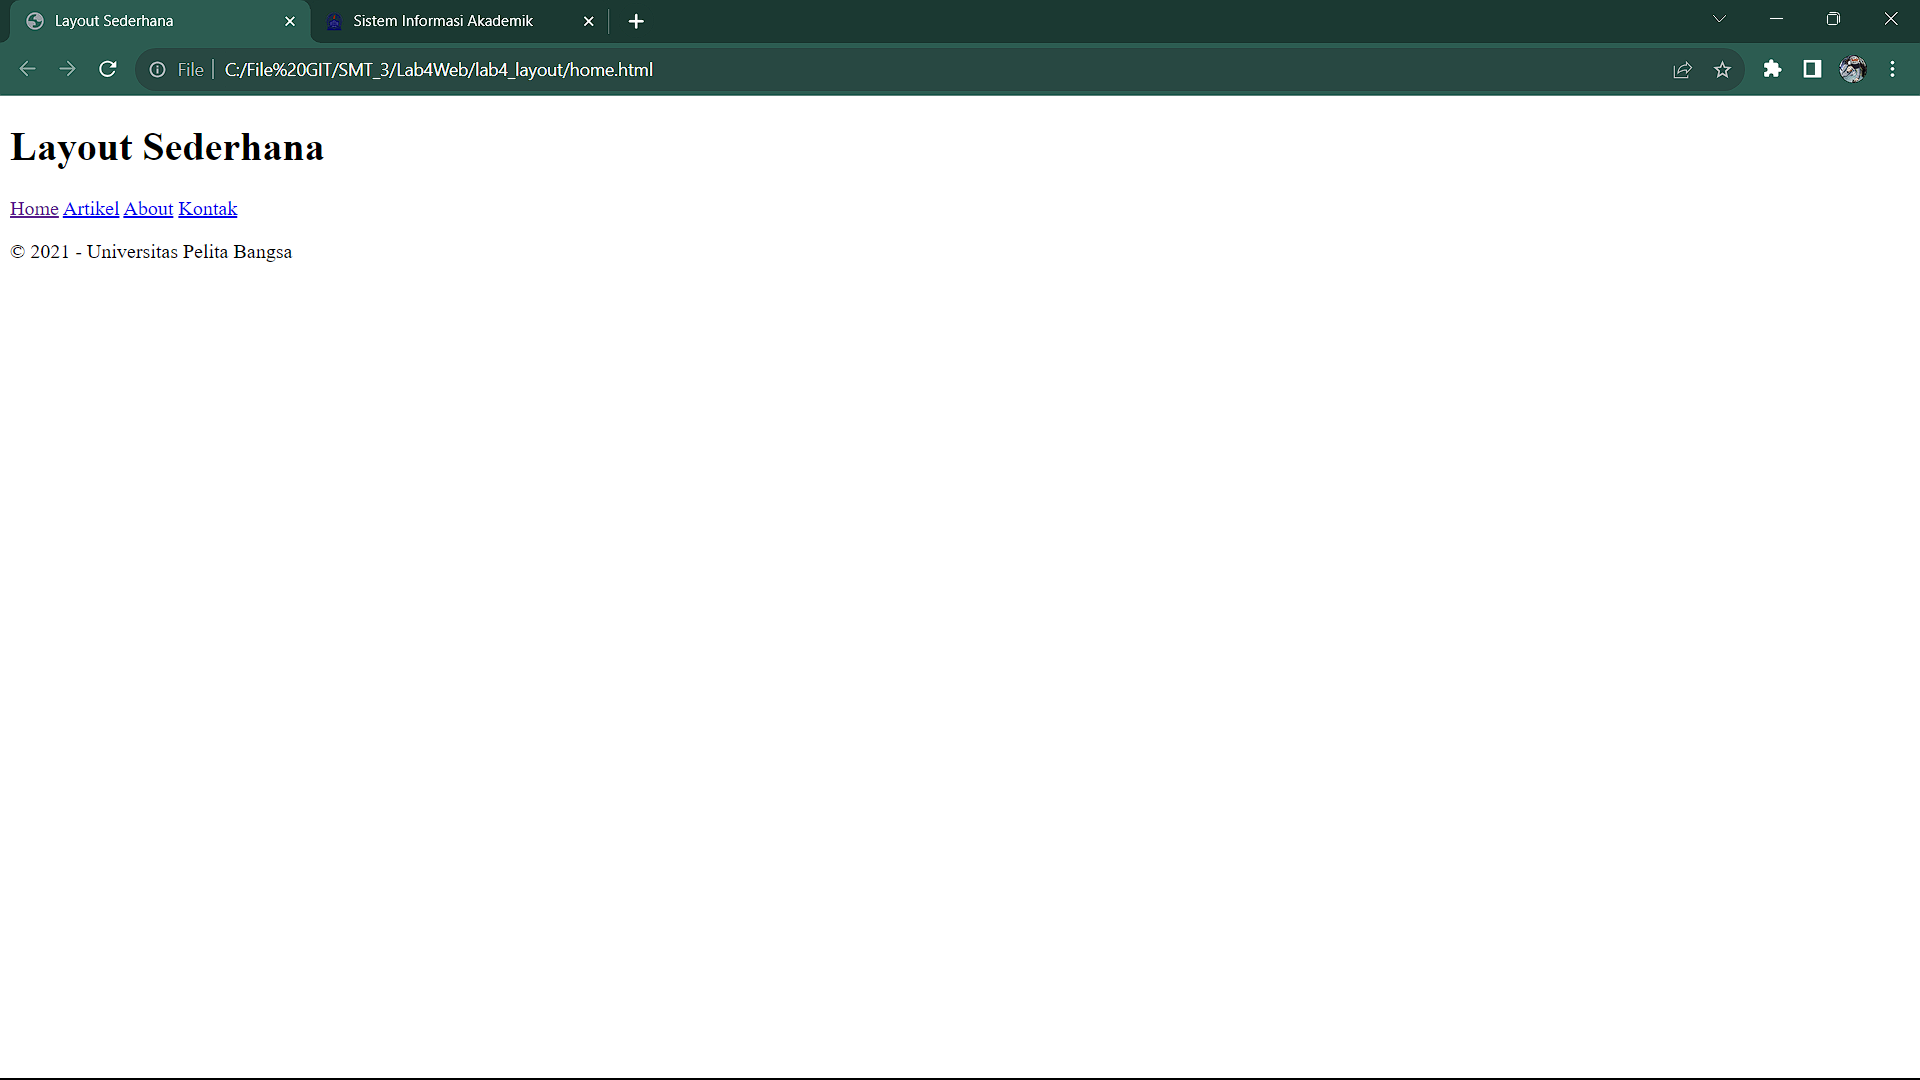 Layout Sederhana
Sistem Informasi Akademik
File
C:/File%20GIT/SMT_3/Lab4Web/lab4_layout/home.html
Layout Sederhana
Home Artikel About Kontak
© 2021 - Universitas Pelita Bangsa